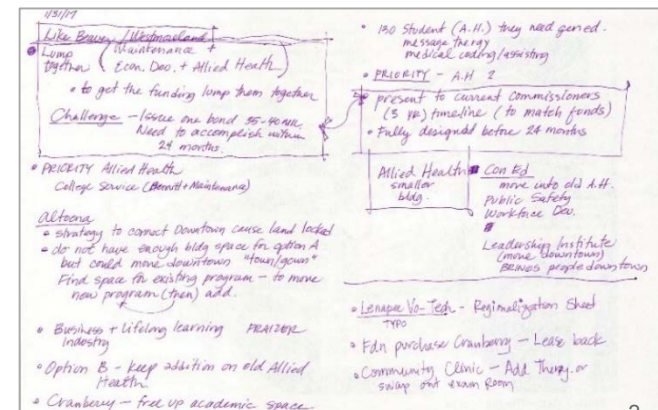 1/31/17
Like Beaver / Westmoreland
Lump together ( Maintenance +
Econ. Dev. + Allied Health )
• to get the funding lump them together
Challenge - Issue one bond 35-40 mil.
Need to accomplish within
24 months.
• PRIORITY Allied Health
College Service (+ Maintenance)
Altoona
• strategy to connect Downtown cause land locked
• do not have enough bldg space for option A
but could move downtown "town/gown"
Find space for existing program - to move
new program (then) add.
• Business + Lifelong learning
Industry
• Option B - keep addition on old Allied
Health.
• Cranberry - free up academic space
• 130 Student (A.H.) they need gen ed.
message therapy
medical coding/assisting
• PRIORITY - A.H 2
• present to current commissioners
(3 yr) timeline (to match funds)
• Fully designed before 24 months
Allied Health
smaller
bldg.
Con Ed
move into old A.H.
Public Safety
Workforce Dev.
Leadership Institute
(move downtown)
BRINGS people downtown
• Lenape Vo-Tech - Regionalization Sheet
TYPO
• Fdn purchase Cranberry - Lease back
• Community Clinic - Add Therapy. or
swap out exam Room
2